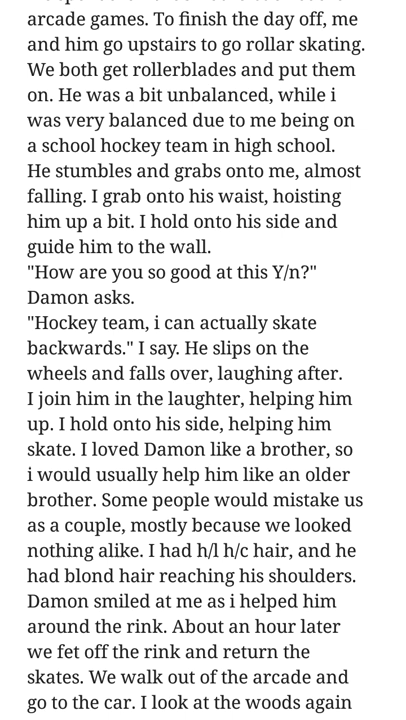 arcade games. To finish the day off, me
and him go upstairs to go rollar skating.
We both get rollerblades and put them
on. He was a bit unbalanced, while i
was very balanced due to me being on
a school hockey team in high school.
He stumbles and grabs onto me, almost
falling. I grab onto his waist, hoisting
him up a bit. I hold onto his side and
guide him to the wall.
"How are you so good at this Y/n?"
Damon asks.
"Hockey team, i can actually skate
backwards." I say. He slips on the
wheels and falls over, laughing after.
I join him in the laughter, helping him
up. I hold onto his side, helping him
skate. I loved Damon like a brother, so
i would usually help him like an older
brother. Some people would mistake us
as a couple, mostly because we looked
nothing alike. I had h/l h/c hair, and he
had blond hair reaching his shoulders.
Damon smiled at me as i helped him
around the rink. About an hour later
we fet off the rink and return the
skates. We walk out of the arcade and
go to the car. I look at the woods again